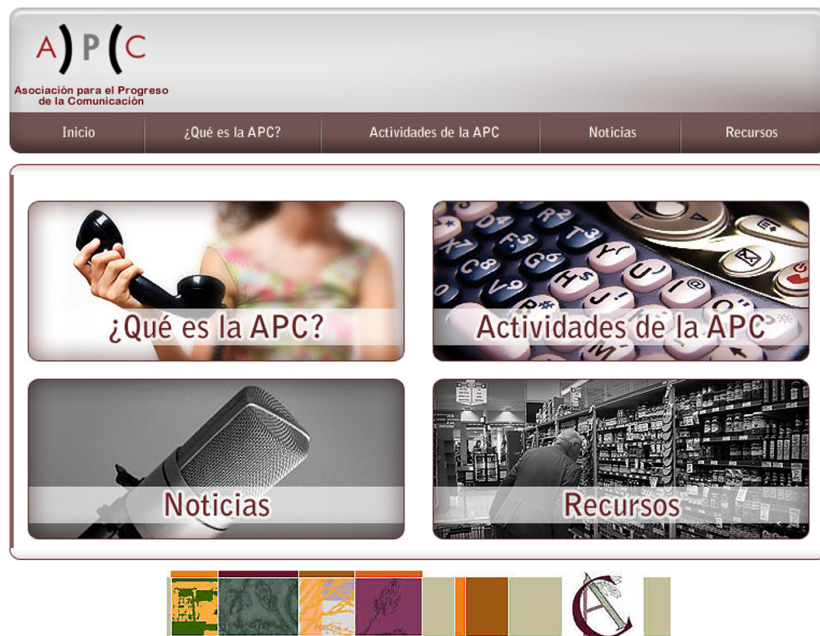 A)P(C
Asociación para el Progreso
de la Comunicación
Inicio
¿Qué es la APC?
Actividades de la APC
Noticias
Recursos
¿Qué es la APC?
Actividades de la APC
Noticias
Recursos